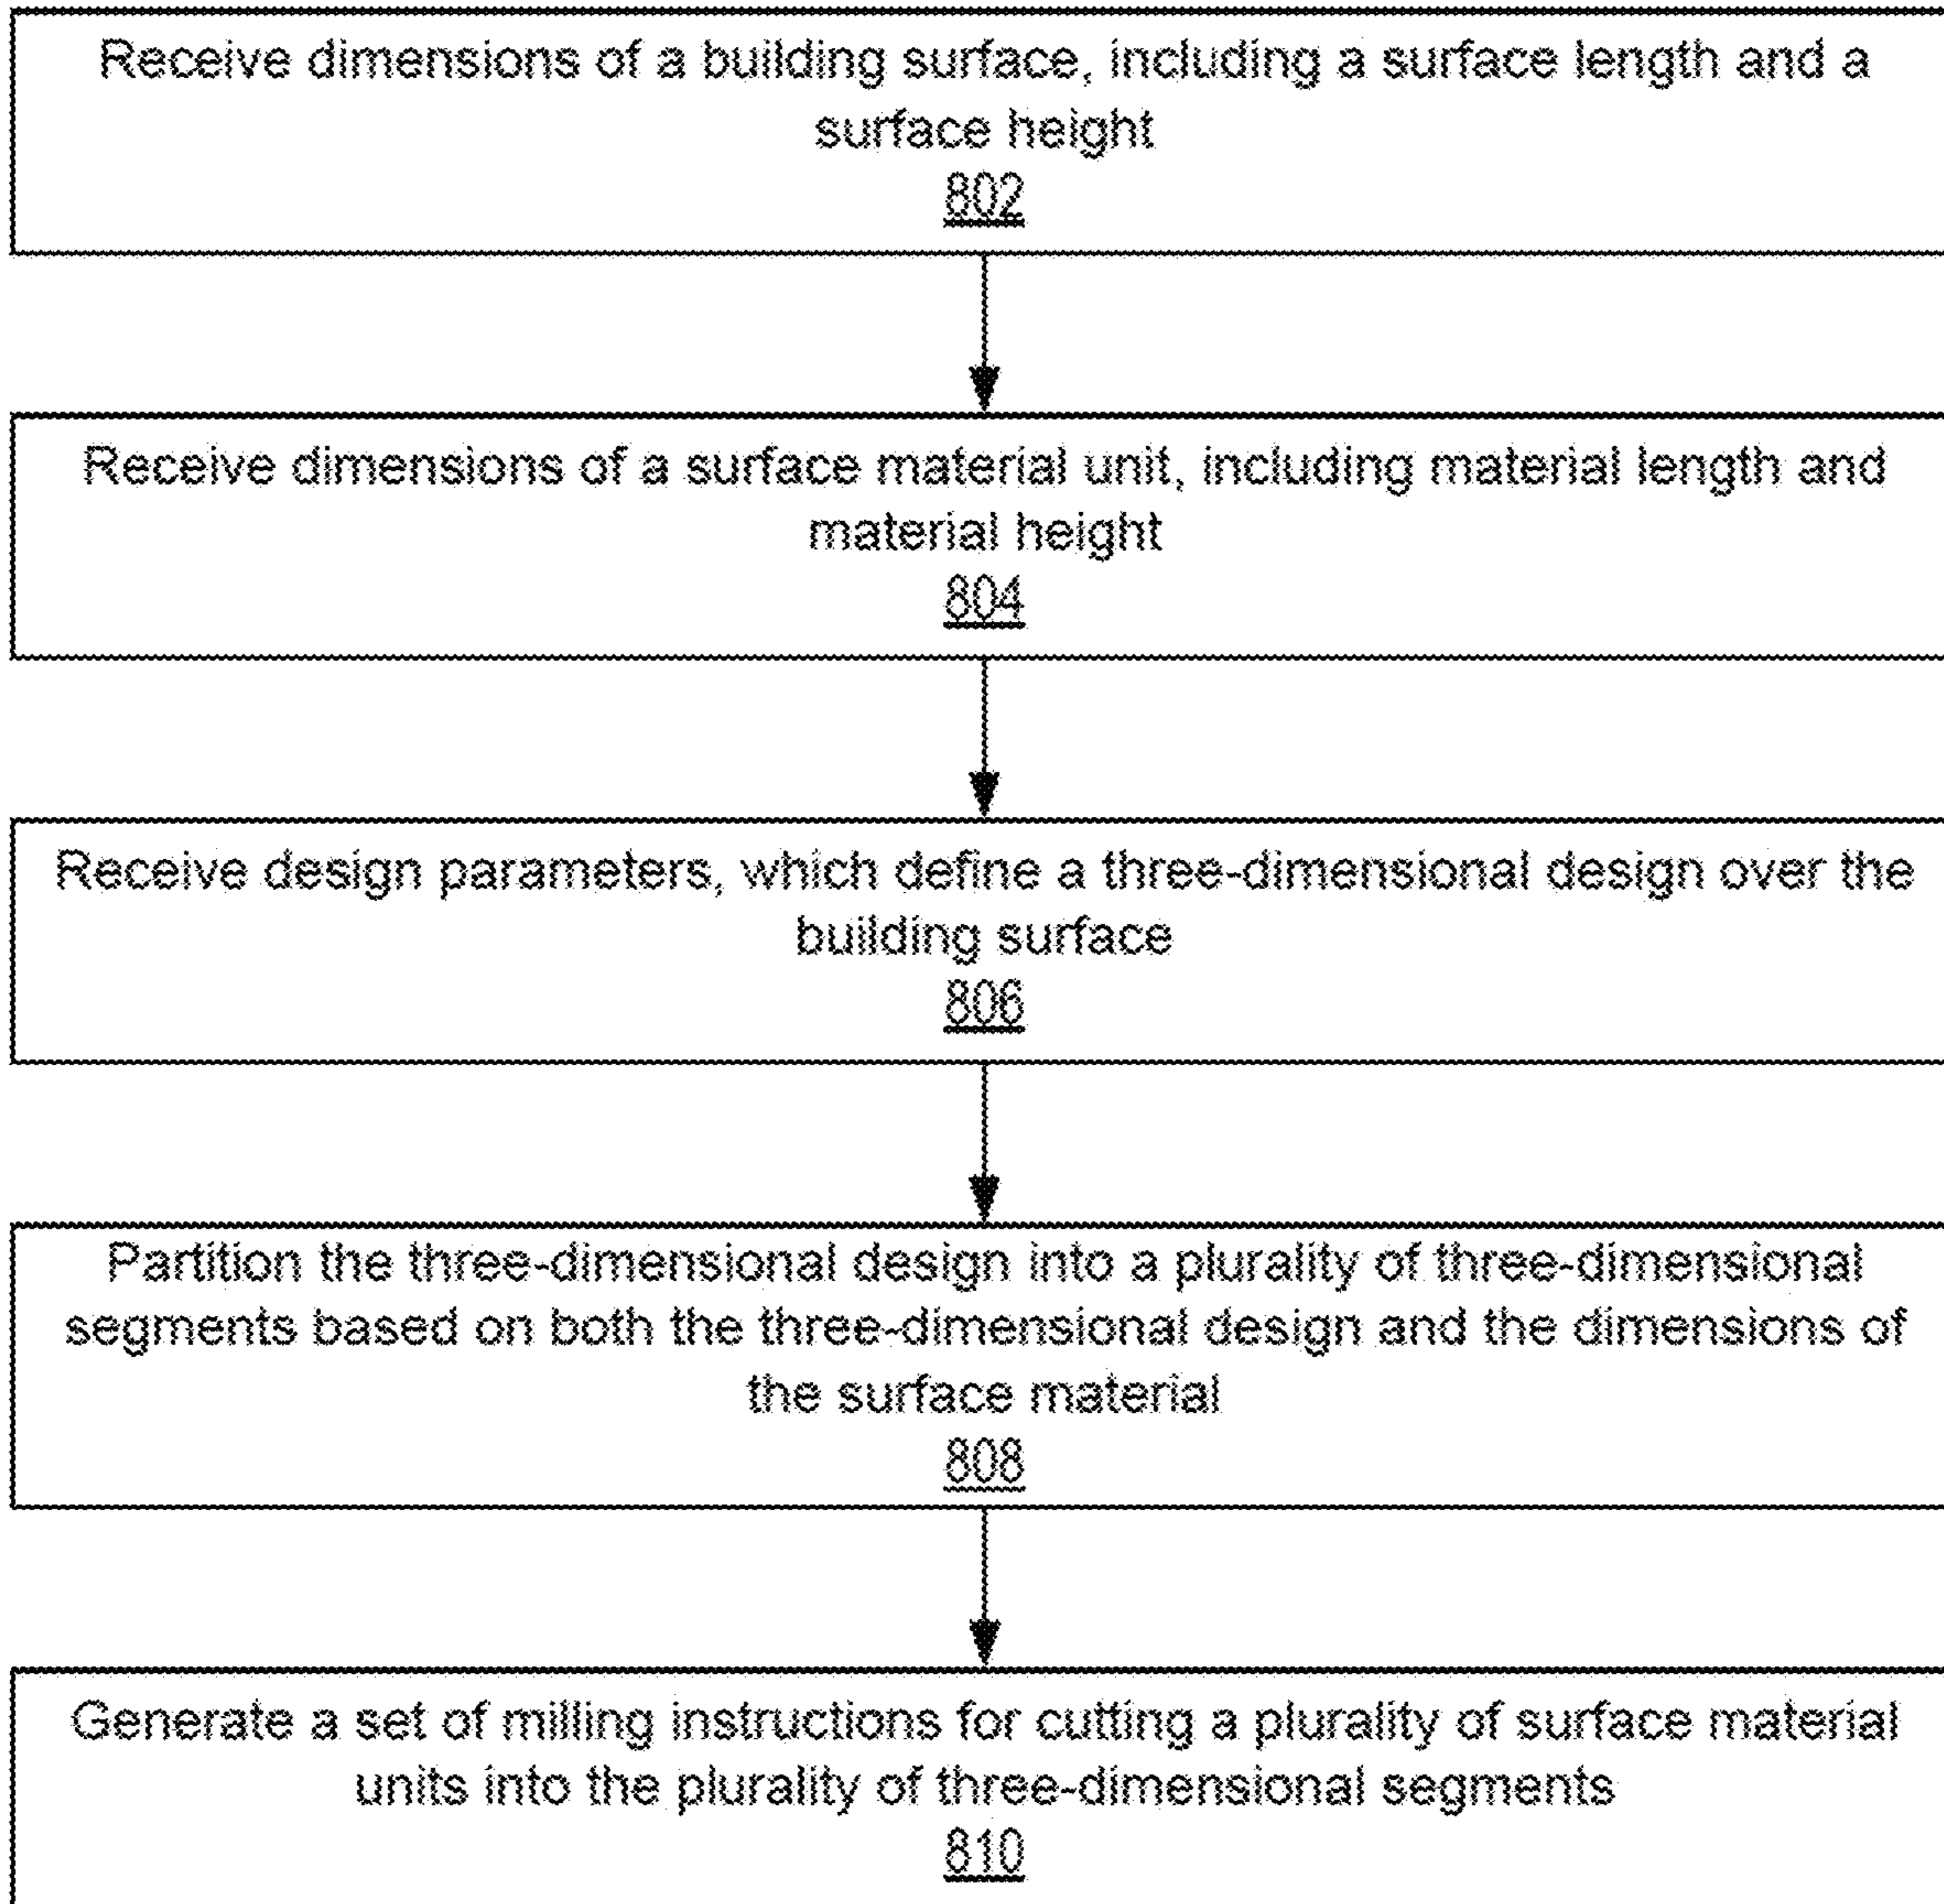 Receive dimensions of a building surface, including a surface length and a
surface height
802
Receive dimensions of a surface material unit, including material length and
material height
804
Receive design parameters, which define a three-dimensional design over the
building surface
806
Partition the three-dimensional design into a plurality of three-dimensional
segments based on both the three-dimensional design and the dimensions of
the surface material
808
Generate a set of milling instructions for cutting a plurality of surface material
units into the plurality of three-dimensional segments
810